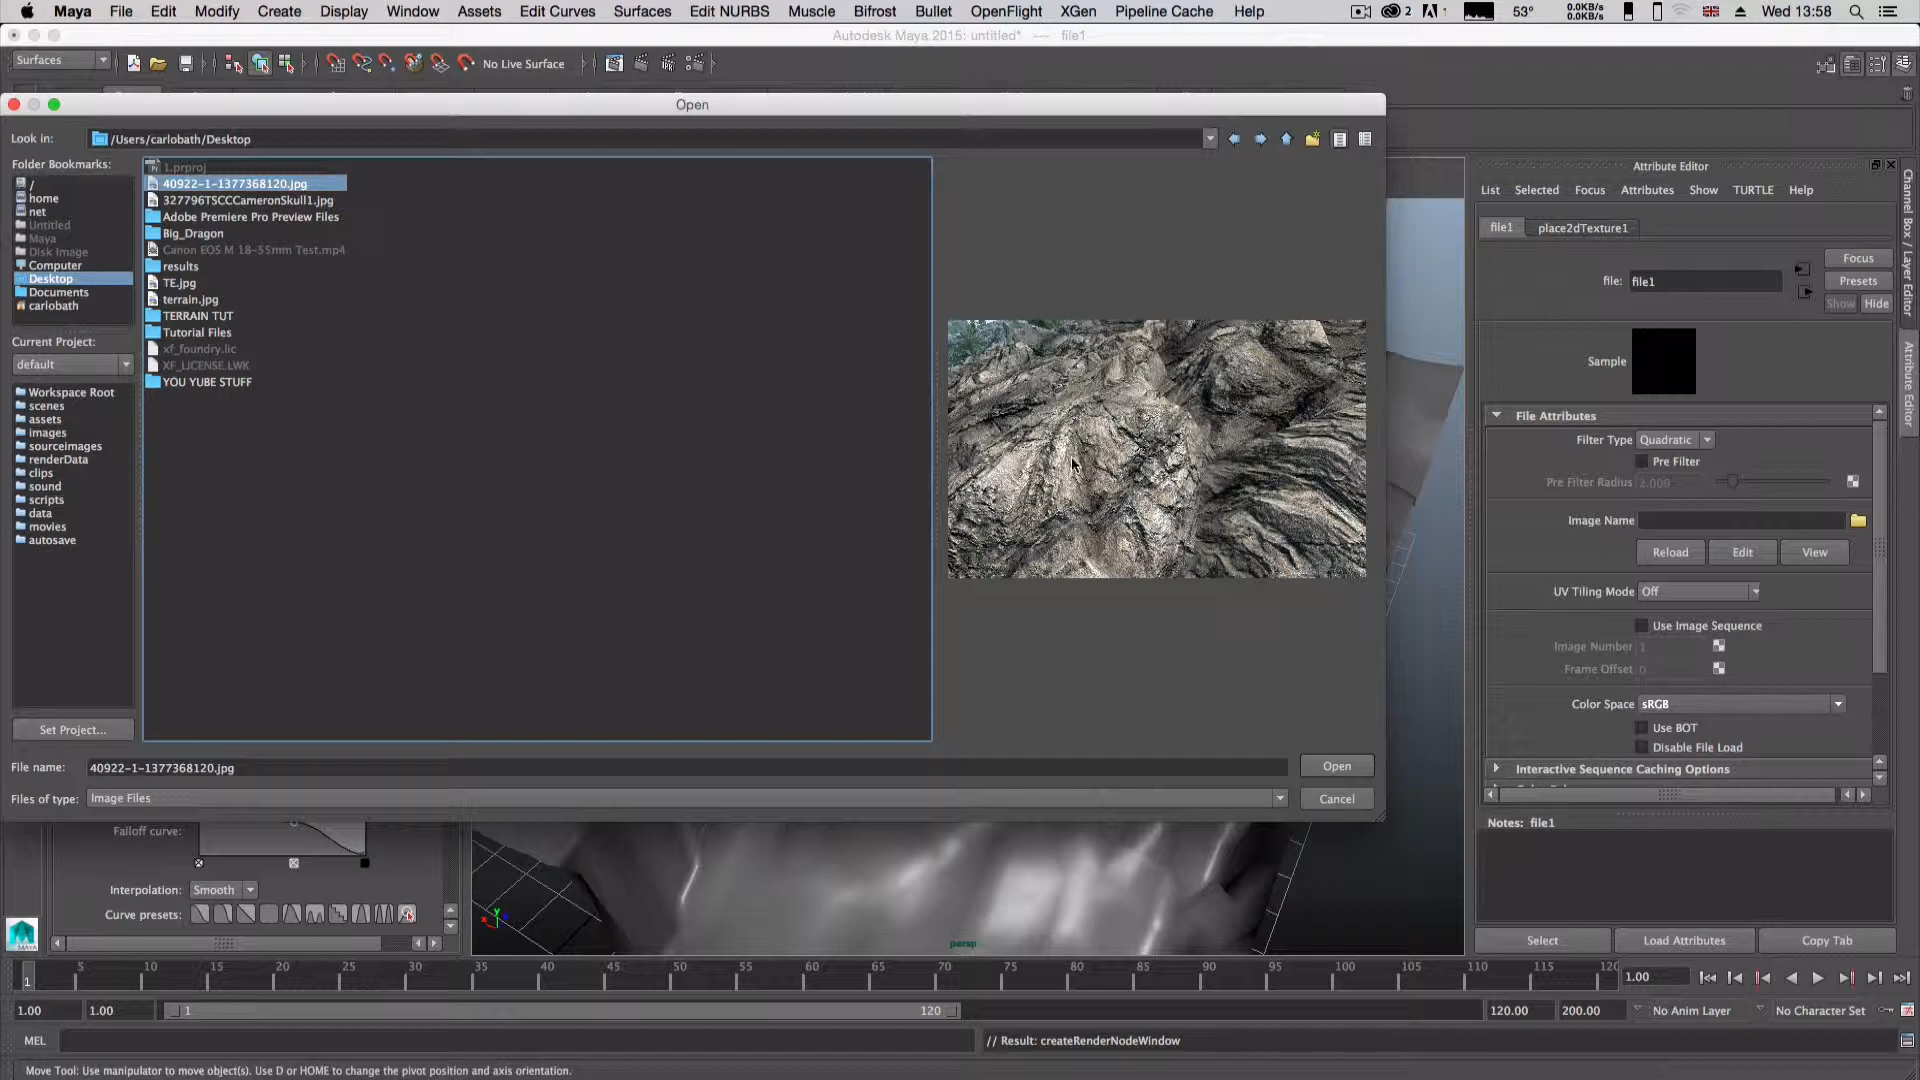 Maya File Edit Modify Create Display Window Assets Edit Curves Surfaces Edit NURBS Muscle Bifrost Bullet OpenFlight XGen Pipeline Cache Help 2 1 53° 0.0KB/s 0.0KB/s Wed 13:58
Autodesk Maya 2015: untitled* --- file1
Surfaces No Live Surface
Open
Look in: /Users/carlobath/Desktop
Folder Bookmarks:
/
home
net
Untitled
Maya
Disk Image
Computer
Desktop
Documents
carlobath
Current Project:
default
Workspace Root
scenes
assets
images
sourceimages
renderData
clips
sound
scripts
data
movies
autosave
Set Project...
1.prproj
40922-1-1377368120.jpg
327796TSCCCameronSkull1.jpg
Adobe Premiere Pro Preview Files
Big_Dragon
Canon EOS M 18-55mm Test.mp4
results
TE.jpg
terrain.jpg
TERRAIN TUT
Tutorial Files
xf_foundry.lic
XF_LICENSE.LWK
YOU YUBE STUFF
File name: 40922-1-1377368120.jpg Open
Files of type: Image Files Cancel
Attribute Editor
List Selected Focus Attributes Show TURTLE Help
file1 place2dTexture1
Focus
file: file1 Presets
Show Hide
Sample
File Attributes
Filter Type Quadratic
Pre Filter
Pre Filter Radius 2.000
Image Name
Reload Edit View
UV Tiling Mode Off
Use Image Sequence
Image Number 1
Frame Offset 0
Color Space sRGB
Use BOT
Disable File Load
Interactive Sequence Caching Options
Notes: file1
Select Load Attributes Copy Tab
Channel Box / Layer Editor
Attribute Editor
Falloff curve:
Interpolation: Smooth
Curve presets:
MAYA
y
x
persp
1 5 10 15 20 25 30 35 40 45 50 55 60 65 70 75 80 85 90 95 100 105 110 115 120 1.00
1.00 1.00 1 120 120.00 200.00 No Anim Layer No Character Set
MEL // Result: createRenderNodeWindow
Move Tool: Use manipulator to move object(s). Use D or HOME to change the pivot position and axis orientation.